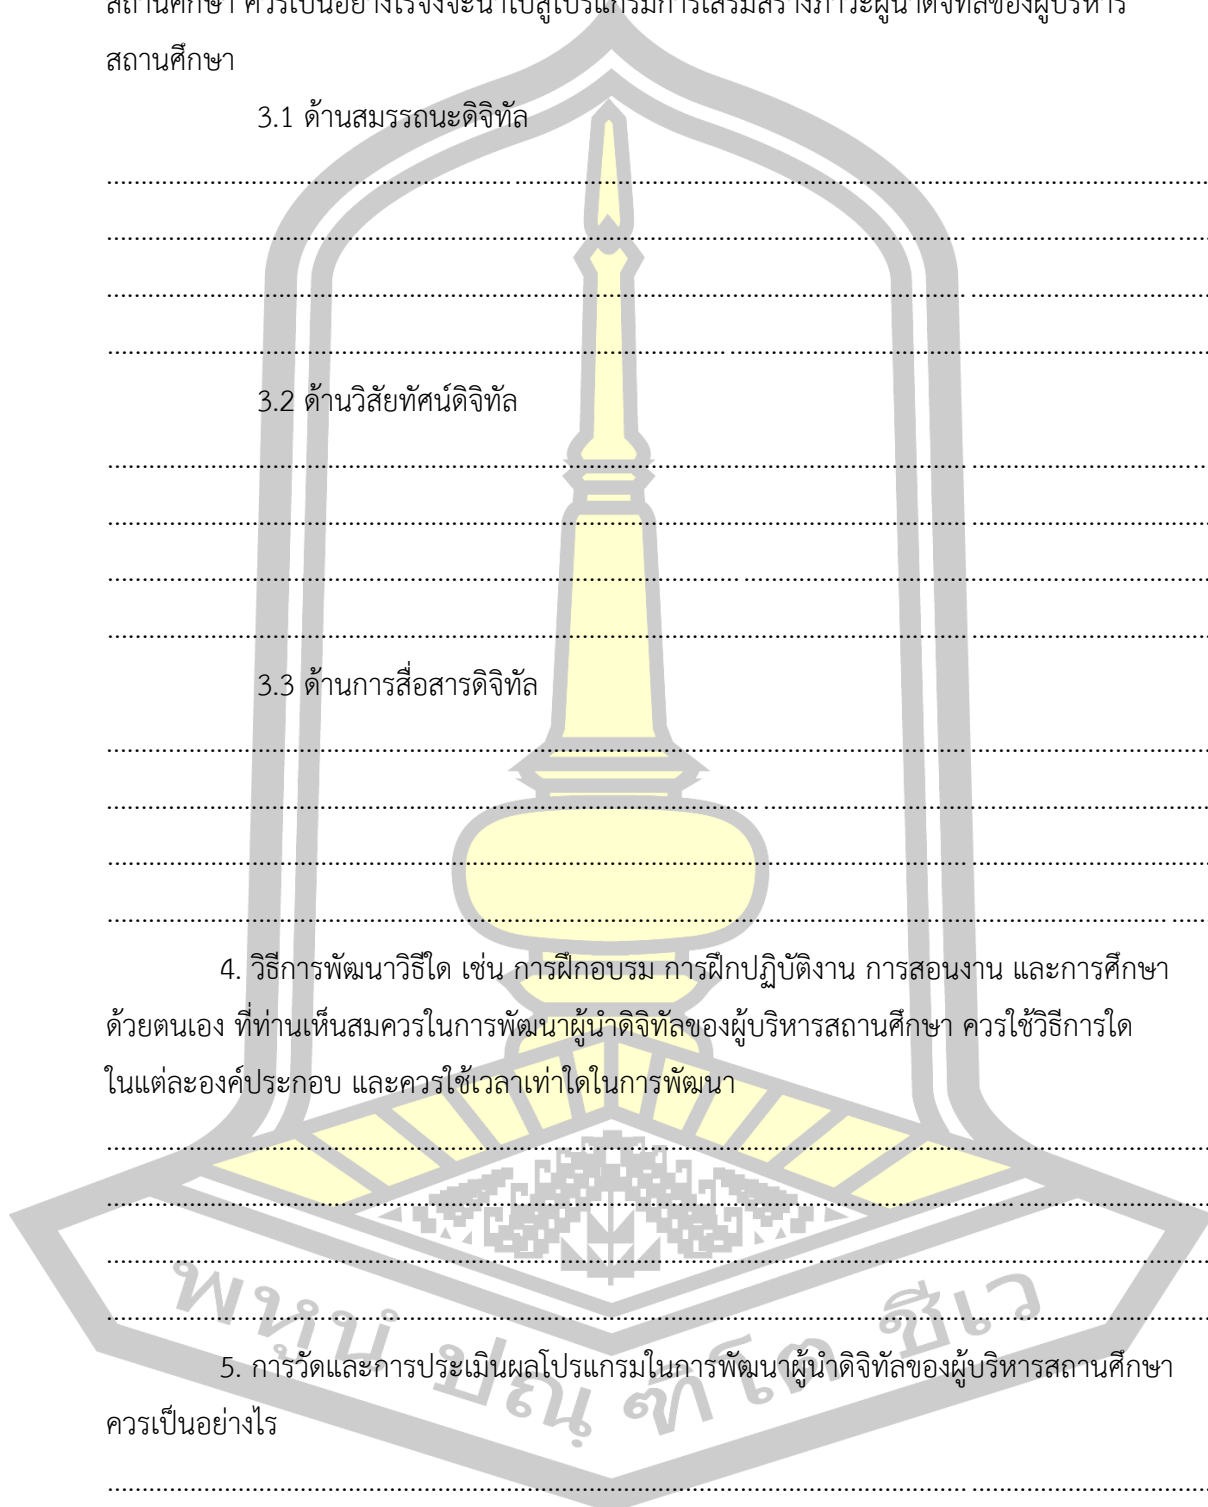 สถานศึกษา ควรเป็นอย่างไรจึงจะนำไปสู่โปรแกรมการเสริมสร้างภาวะผู้นำดิจิทัลของผู้บริหาร
สถานศึกษา
3.1 ด้านสมรรถนะดิจิทัล
3.2 ด้านวิสัยทัศน์ดิจิทัล
3.3 ด้านการสื่อสารดิจิทัล
4. วิธีการพัฒนาวิธีใด เช่น การฝึกอบรม การฝึกปฏิบัติงาน การสอนงาน และการศึกษา
ด้วยตนเอง ที่ท่านเห็นสมควรในการพัฒนาผู้นำดิจิทัลของผู้บริหารสถานศึกษา ควรใช้วิธีการใด
ในแต่ละองค์ประกอบ และควรใช้เวลาเท่าใดในการพัฒนา
พหุนํ ปณฺฑิโต ชีเว
5. การวัดและการประเมินผลโปรแกรมในการพัฒนาผู้นำดิจิทัลของผู้บริหารสถานศึกษา
ควรเป็นอย่างไร